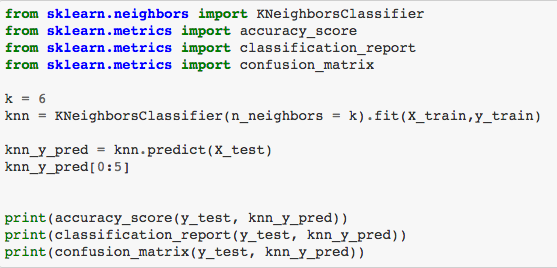 from sklearn.neighbors import KNeighborsClassifier
from sklearn.metrics import accuracy_score
from sklearn.metrics import classification_report
from sklearn.metrics import confusion_matrix
k = 6
knn = KNeighborsClassifier(n_neighbors = k).fit(X_train,y_train)
knn_y_pred = knn.predict(X_test)
knn_y_pred[0:5]
print(accuracy_score(y_test, knn_y_pred))
print(classification_report(y_test, knn_y_pred))
print(confusion_matrix(y_test, knn_y_pred))